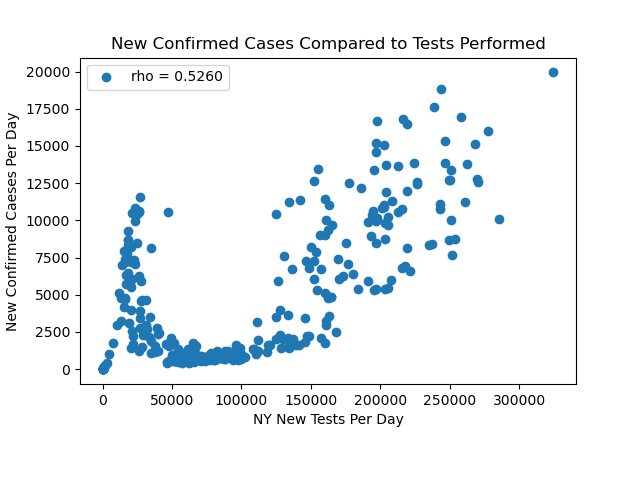 New Confirmed Cases Compared to Tests Performed
rho = 0.5260
New Confirmed Caeses Per Day
20000
17500
15000
12500
10000
7500
5000
2500
0
0 50000 100000 150000 200000 250000 300000
NY New Tests Per Day